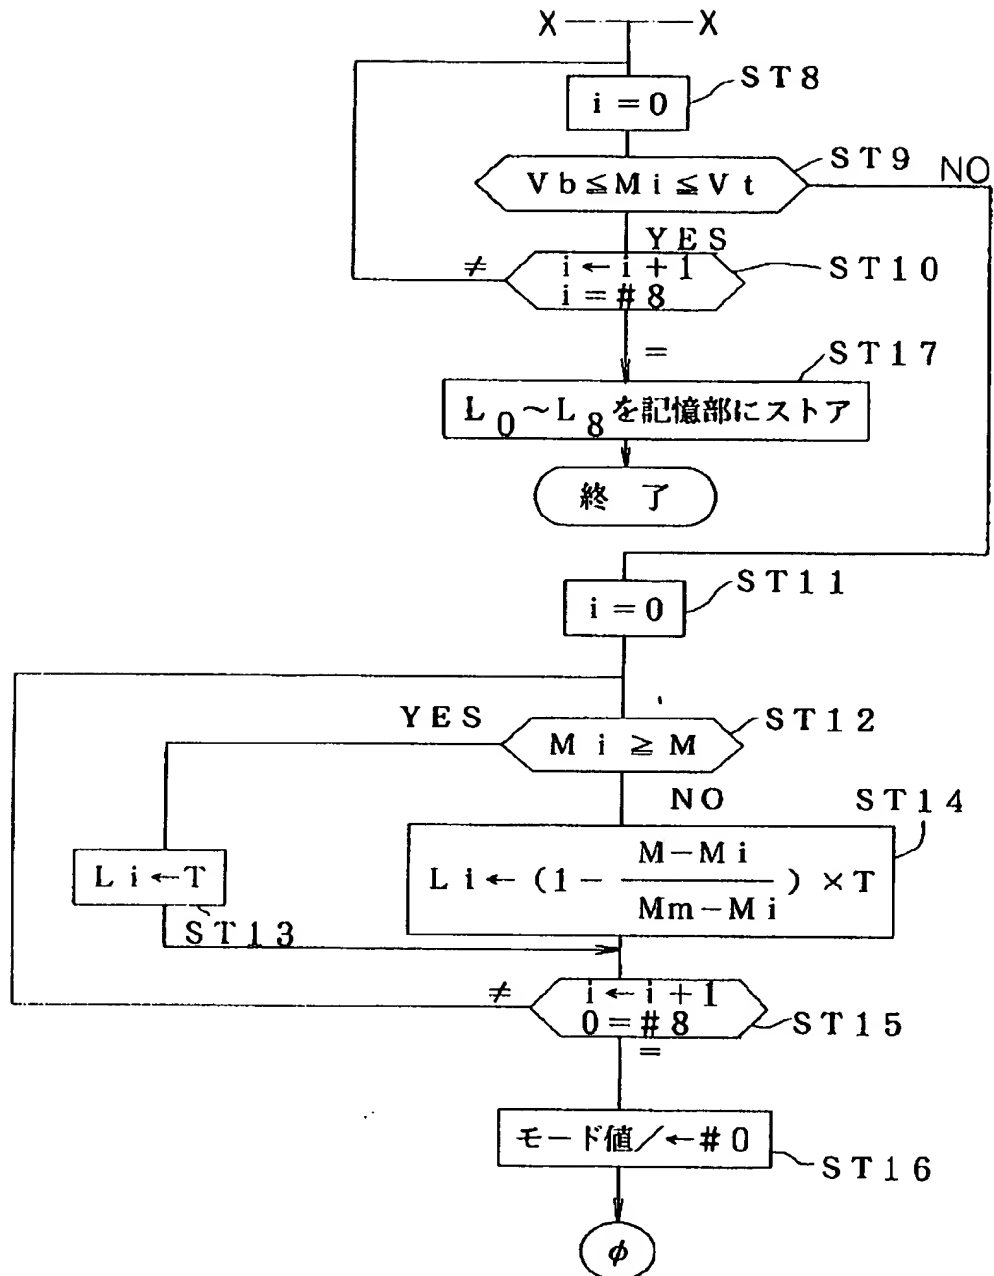 X X
ST8
i=0
ST9
NO
Vb≦Mi≦Vt
YES
≠
i←i+1
i=#8
ST10
=
ST17
L0~L8を記憶部にストア
終 了
ST11
i=0
YES
ST12
Mi≧M
NO
ST14
Li←T
ST13
Li←(1-(M-Mi)/(Mm-Mi))×T
≠
i←i+1
0=#8
ST15
=
モード値/←#0
ST16
φ